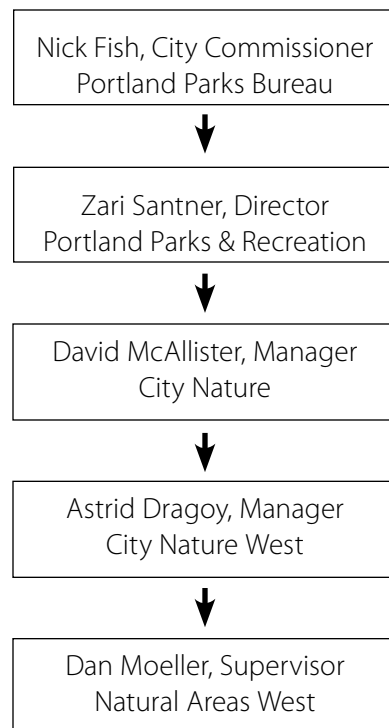 Nick Fish, City Commissioner
Portland Parks Bureau
Zari Santner, Director
Portland Parks & Recreation
David McAllister, Manager
City Nature
Astrid Dragoy, Manager
City Nature West
Dan Moeller, Supervisor
Natural Areas West